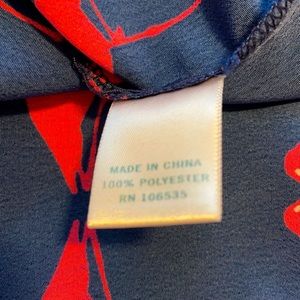 MADE IN CHINA
100% POLYESTER
RN 106535